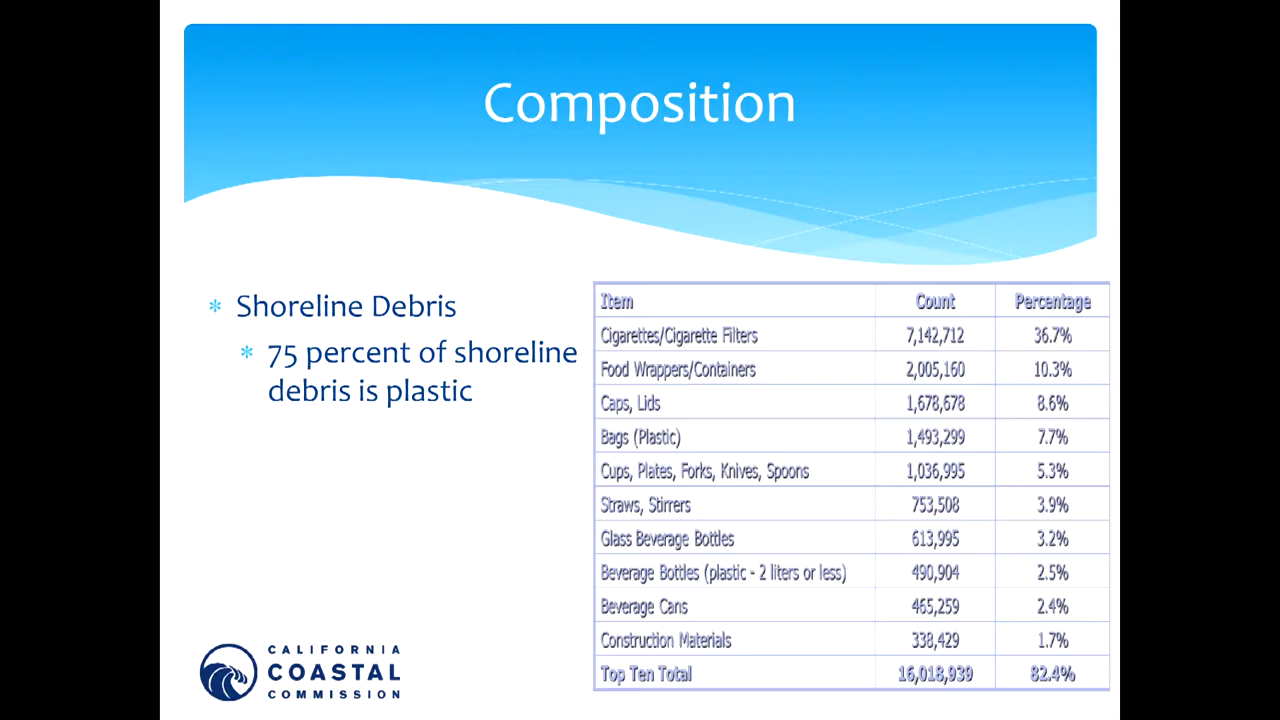 Composition
Shoreline Debris
75 percent of shoreline
debris is plastic
Item Count Percentage
Cigarettes/Cigarette Filters 7,142,712 36.7%
Food Wrappers/Containers 2,005,160 10.3%
Caps, Lids 1,678,678 8.6%
Bags (Plastic) 1,493,299 7.7%
Cups, Plates, Forks, Knives, Spoons 1,036,995 5.3%
Straws, Stirrers 753,508 3.9%
Glass Beverage Bottles 613,995 3.2%
Beverage Bottles (plastic - 2 liters or less) 490,904 2.5%
Beverage Cans 465,259 2.4%
Construction Materials 338,429 1.7%
Top Ten Total 16,018,939 82.4%
CALIFORNIA
COASTAL
COMMISSION